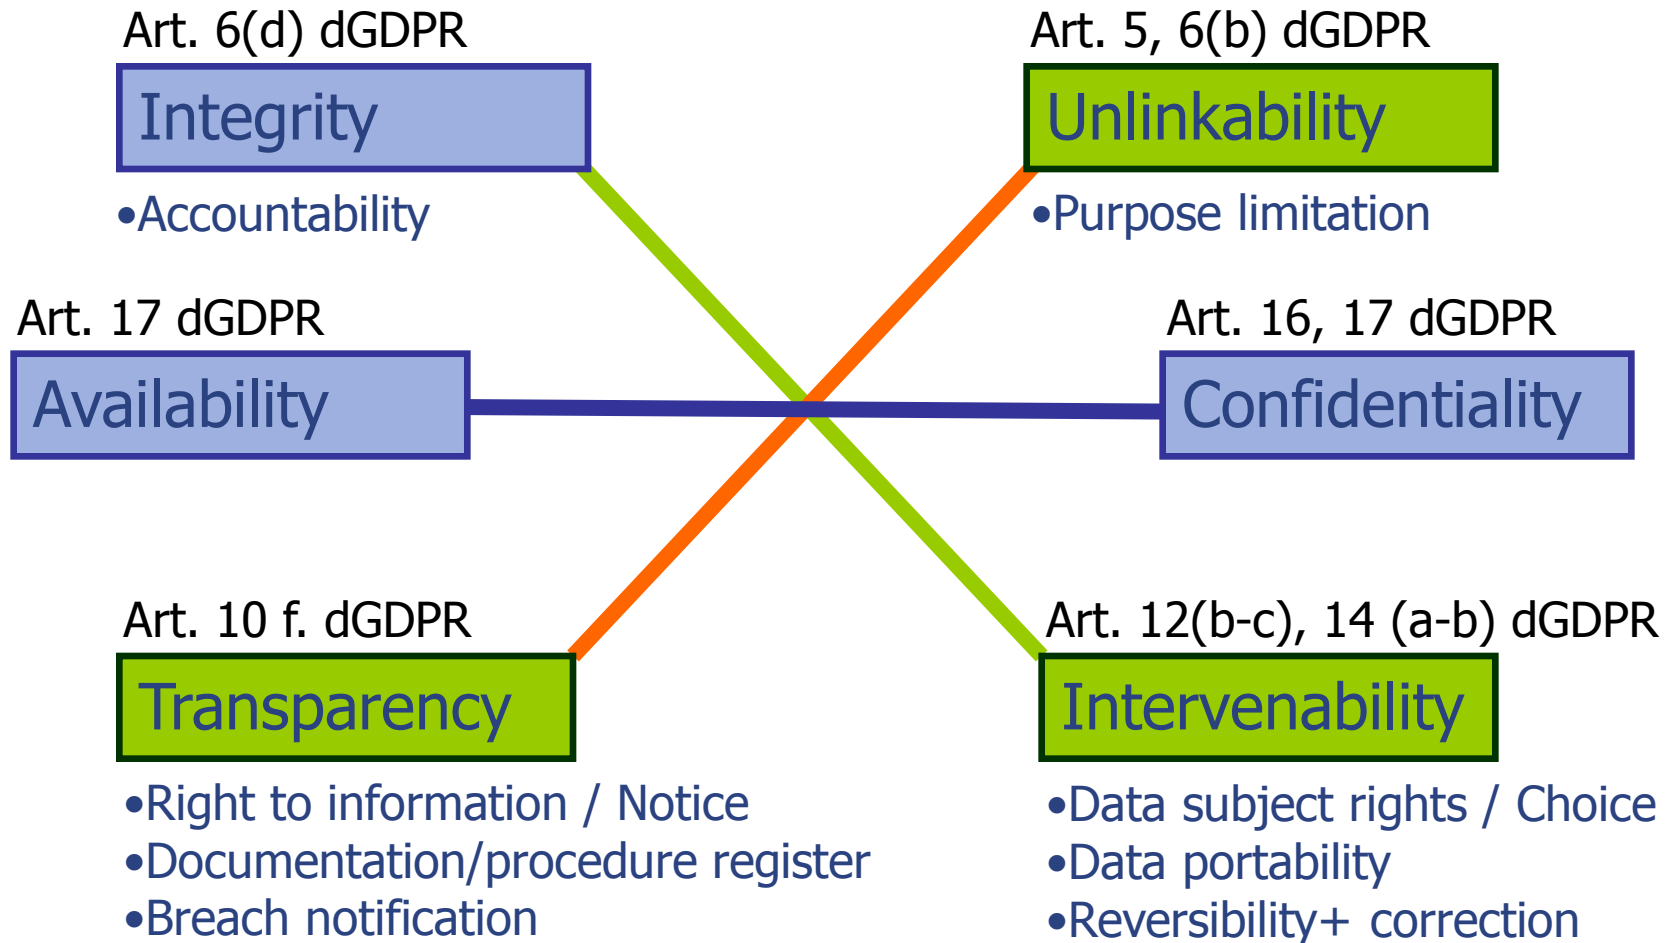 Art. 6(d) dGDPR
Integrity
•Accountability
Art. 5, 6(b) dGDPR
Unlinkability
•Purpose limitation
Art. 17 dGDPR
Availability
Art. 16, 17 dGDPR
Confidentiality
Art. 10 f. dGDPR
Transparency
•Right to information / Notice
•Documentation/procedure register
•Breach notification
Art. 12(b-c), 14 (a-b) dGDPR
Intervenability
•Data subject rights / Choice
•Data portability
•Reversibility+ correction